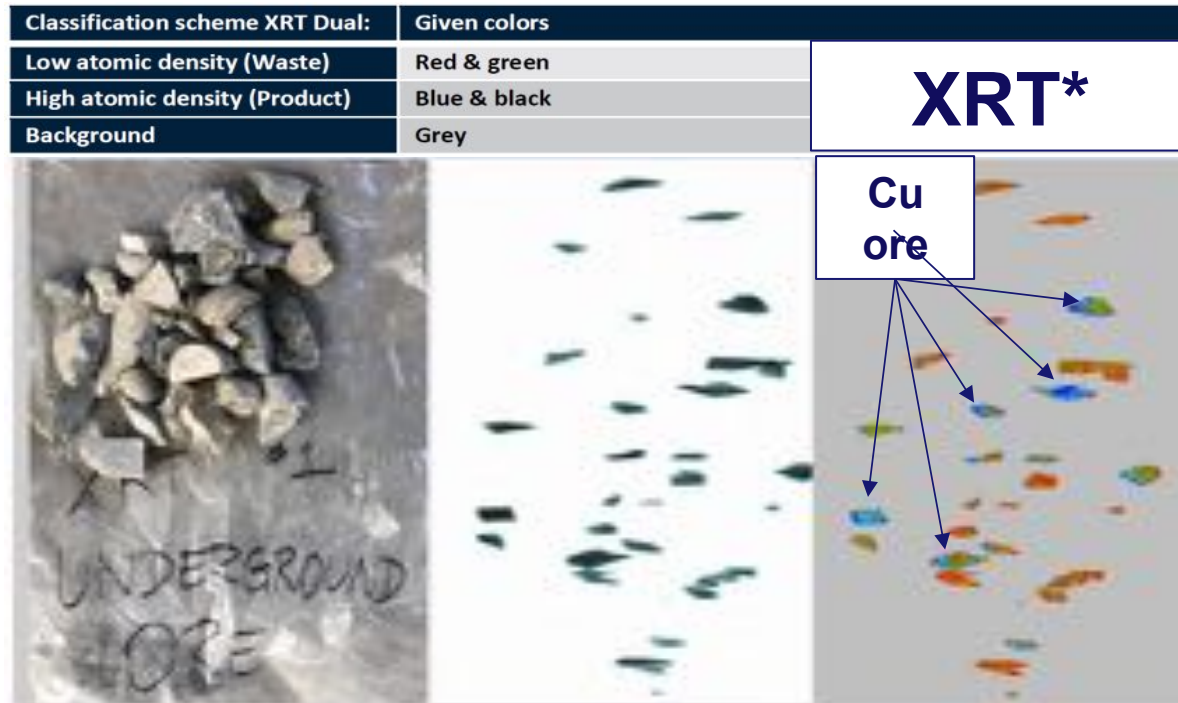 Classification scheme XRT Dual: Given colors
Low atomic density (Waste) Red & green
High atomic density (Product) Blue & black
Background Grey
XRT*
Cu
ore
#1
UNDERGROUND
ORE